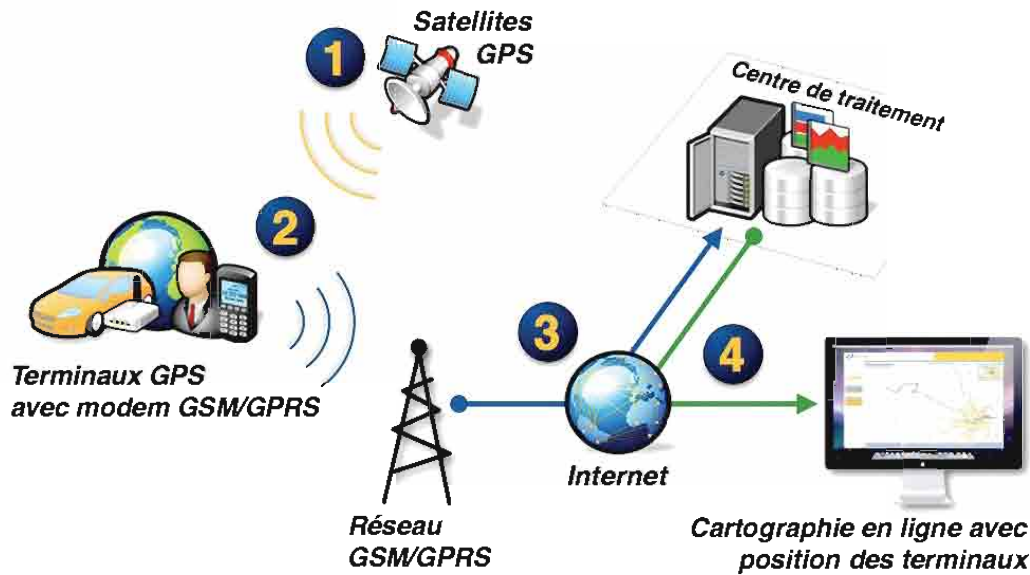 1
Satellites
GPS
Centre de traitement
2
Terminaux GPS
avec modem GSM/GPRS
3
4
Internet
Réseau
GSM/GPRS
Cartographie en ligne avec
position des terminaux